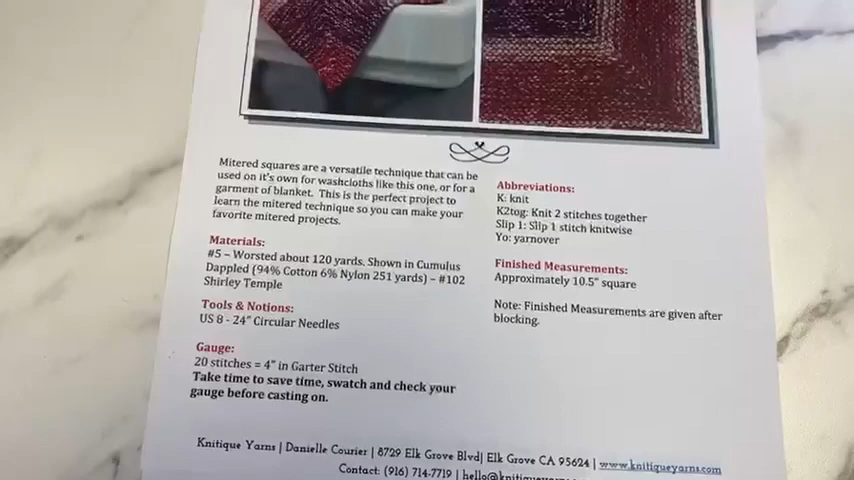 Mitered squares are a versatile technique that can be
used on it's own for washcloths like this one, or for a
garment of blanket. This is the perfect project to
learn the mitered technique so you can make your
favorite mitered projects.
Materials:
#5 – Worsted about 120 yards. Shown in Cumulus
Dappled (94% Cotton 6% Nylon 251 yards) – #102
Shirley Temple
Tools & Notions:
US 8 - 24" Circular Needles
Gauge:
20 stitches = 4" in Garter Stitch
Take time to save time, swatch and check your
gauge before casting on.
Abbreviations:
K: knit
K2tog: Knit 2 stitches together
Slip 1: Slip 1 stitch knitwise
Yo: yarnover
Finished Measurements:
Approximately 10.5" square
Note: Finished Measurements are given after
blocking.
Knitique Yarns | Danielle Courier | 8729 Elk Grove Blvd| Elk Grove CA 95624 | www.knitiqueyarns.com
Contact: (916) 714-7719 |